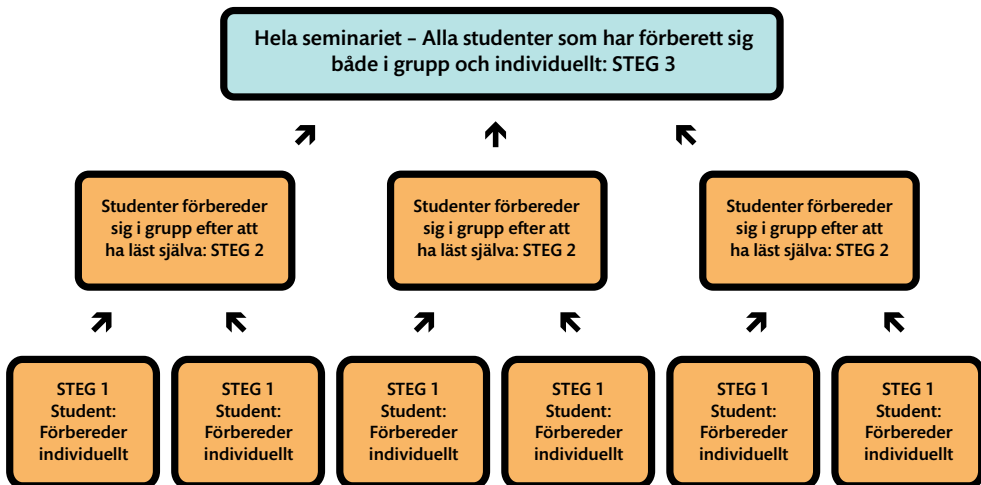 Hela seminariet – Alla studenter som har förberett sig
både i grupp och individuellt: STEG 3
Studenter förbereder
sig i grupp efter att
ha läst själva: STEG 2
Studenter förbereder
sig i grupp efter att
ha läst själva: STEG 2
Studenter förbereder
sig i grupp efter att
ha läst själva: STEG 2
STEG 1
Student:
Förbereder
individuellt
STEG 1
Student:
Förbereder
individuellt
STEG 1
Student:
Förbereder
individuellt
STEG 1
Student:
Förbereder
individuellt
STEG 1
Student:
Förbereder
individuellt
STEG 1
Student:
Förbereder
individuellt